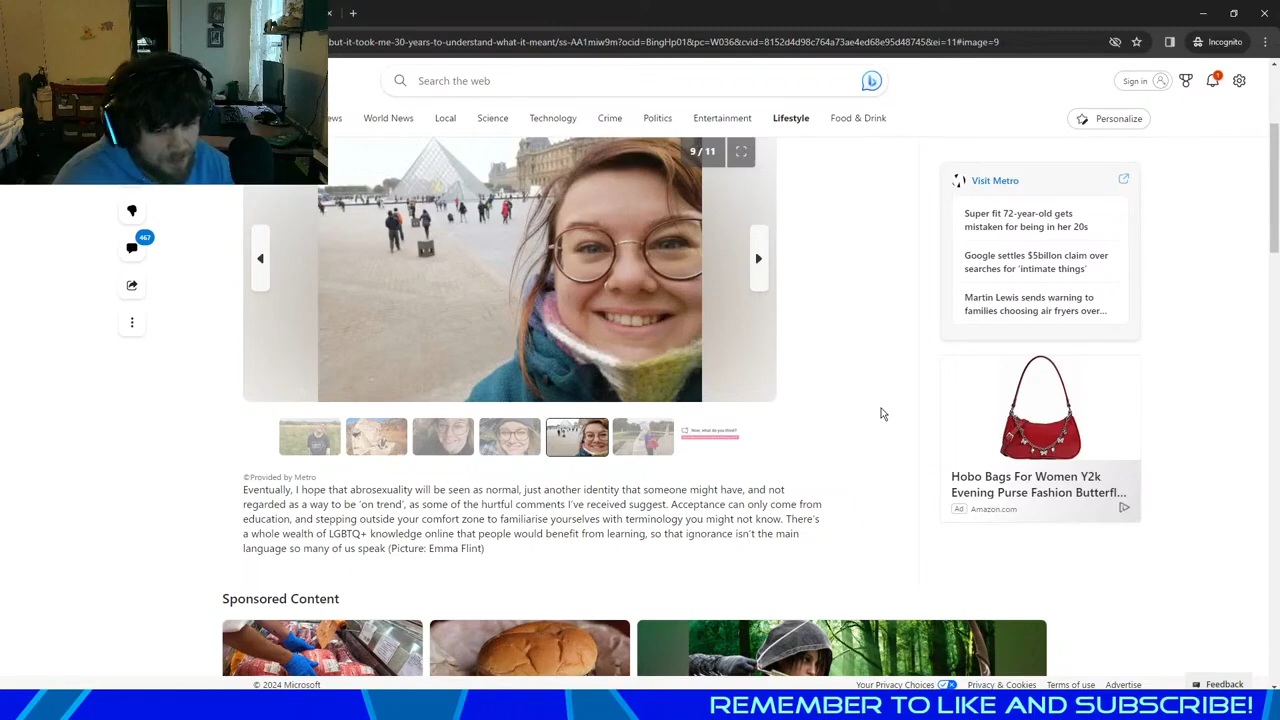 but-it-took-me-30-years-to-understand-what-it-meant/ss-AA1miw9m?ocid=BingHp01&pc=W036&cvid=8152d4d98c764a73ae4ed68e95d48745&ei=11#image=9
Incognito
Search the web
Sign in
1
World News
Local
Science
Technology
Crime
Politics
Entertainment
Lifestyle
Food & Drink
Personalize
9 / 11
467
Visit Metro
Super fit 72-year-old gets
mistaken for being in her 20s
Google settles $5billon claim over
searches for 'intimate things'
Martin Lewis sends warning to
families choosing air fryers over...
Now, what do you think?
Hobo Bags For Women Y2k
Evening Purse Fashion Butterfl...
Ad Amazon.com
©Provided by Metro
Eventually, I hope that abrosexuality will be seen as normal, just another identity that someone might have, and not
regarded as a way to be 'on trend', as some of the hurtful comments I've received suggest. Acceptance can only come from
education, and stepping outside your comfort zone to familiarise yourselves with terminology you might not know. There's
a whole wealth of LGBTQ+ knowledge online that people would benefit from learning, so that ignorance isn't the main
language so many of us speak (Picture: Emma Flint)
Sponsored Content
© 2024 Microsoft
Your Privacy Choices
Privacy & Cookies
Terms of use
Advertise
Feedback
REMEMBER TO LIKE AND SUBSCRIBE!